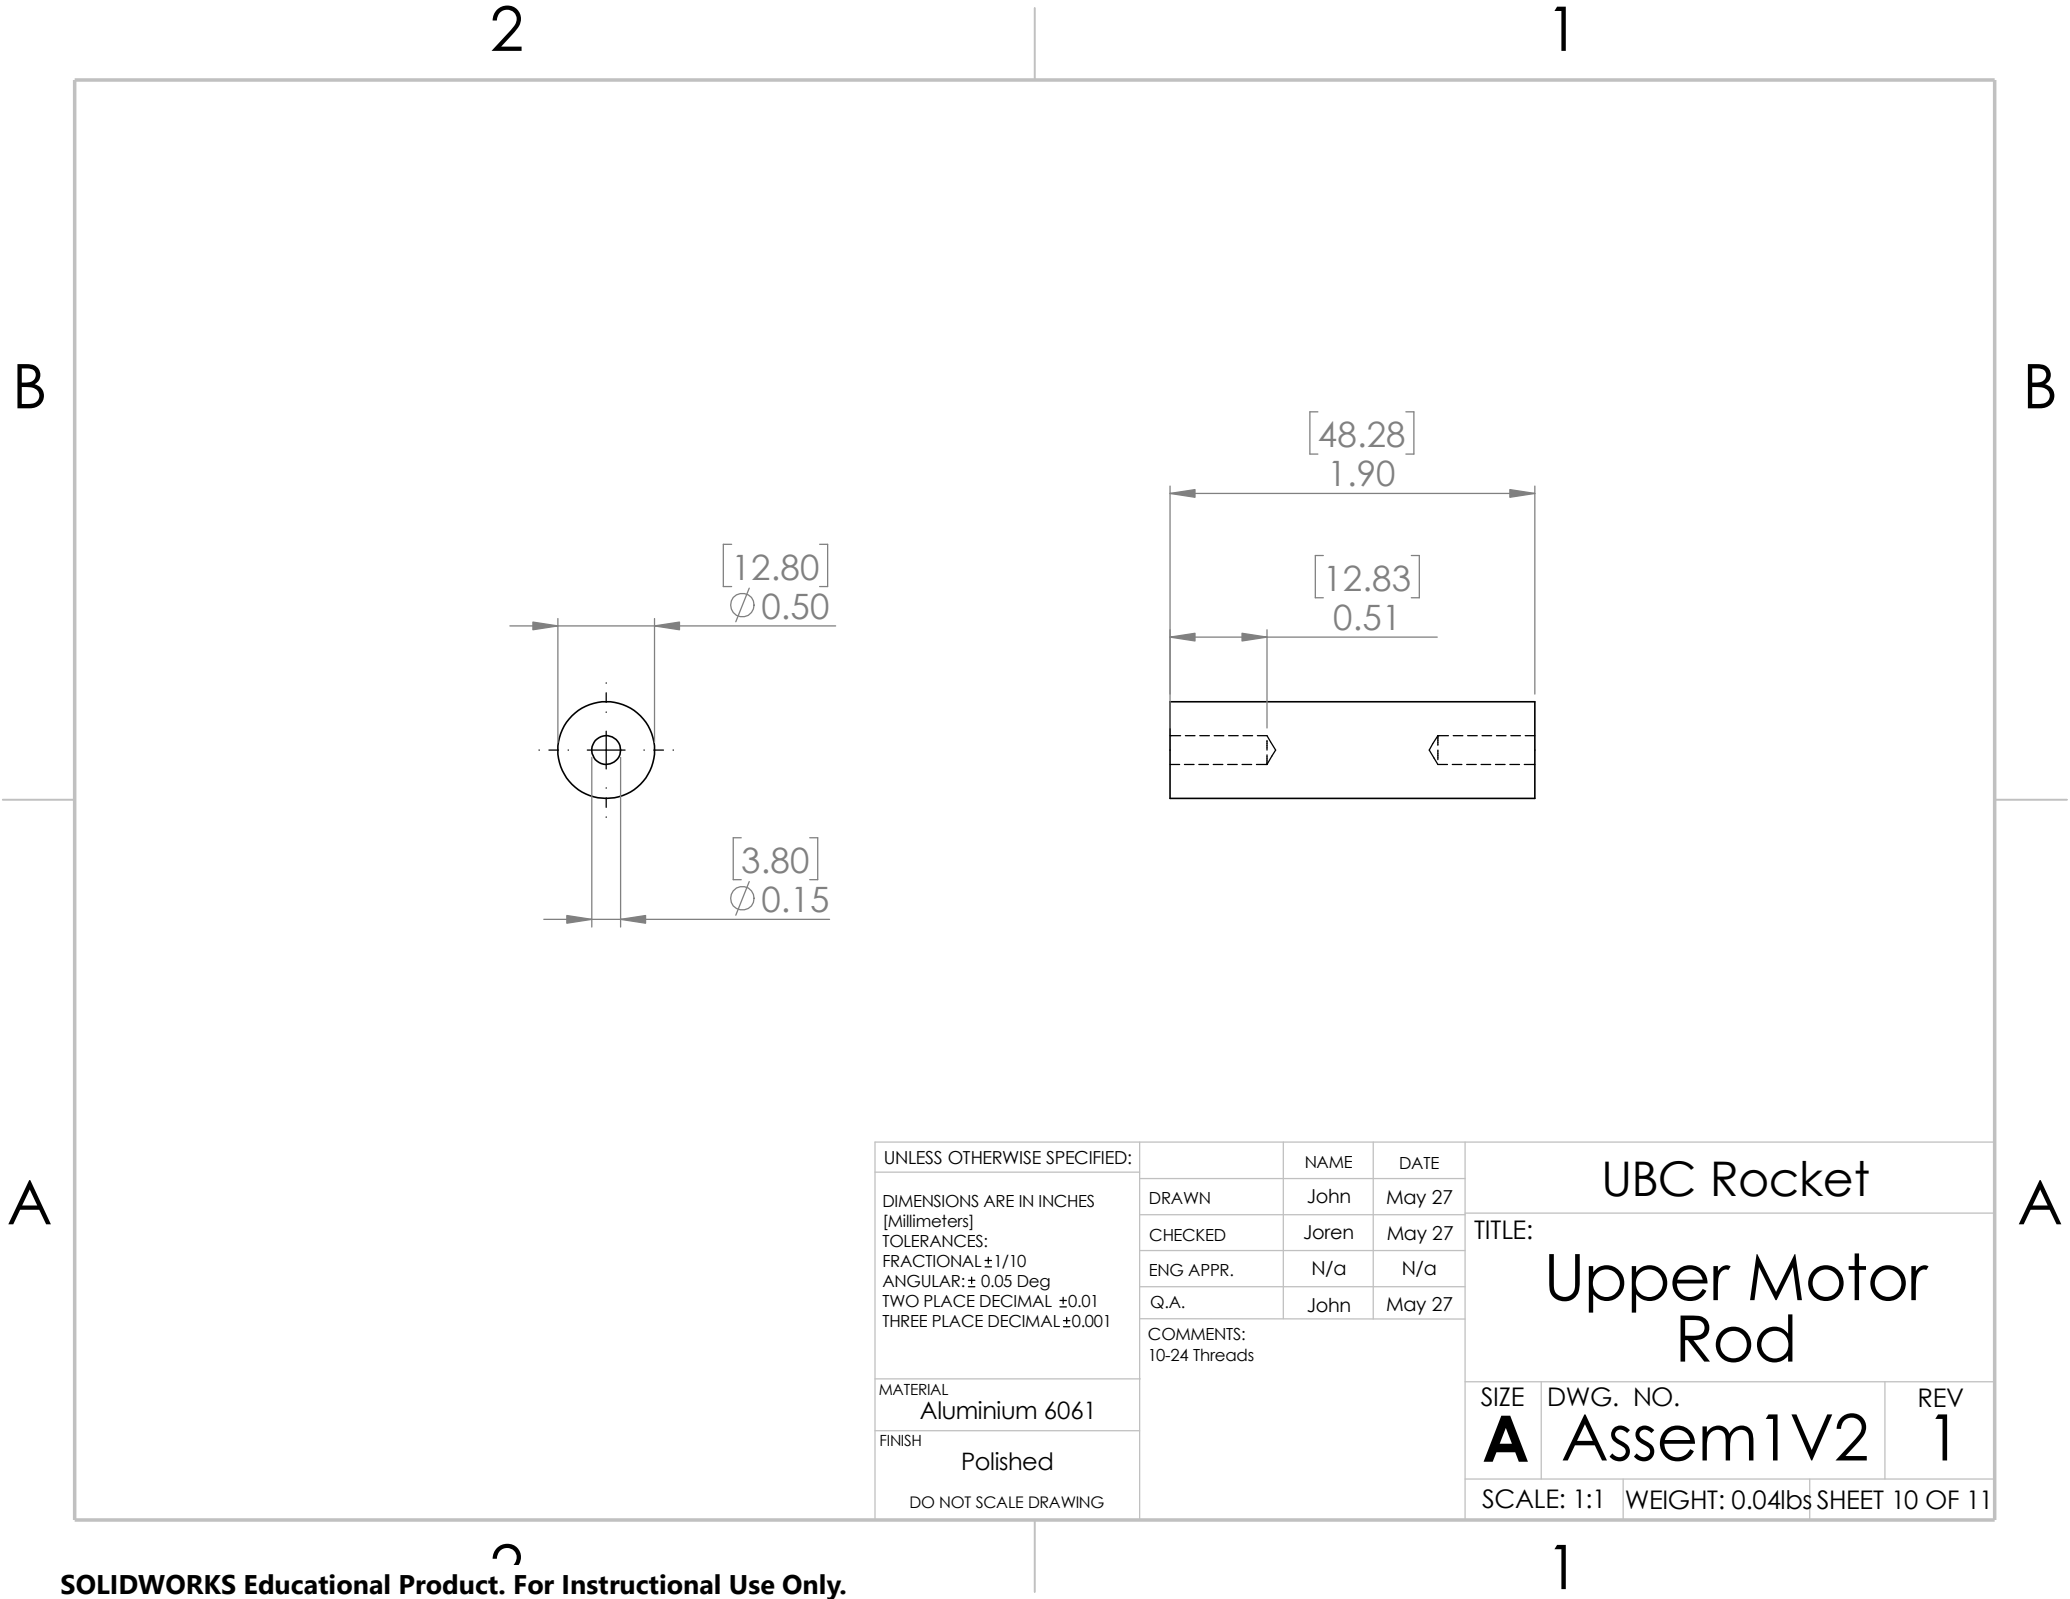 2 1
B B
[48.28]
1.90
[12.80]
∅0.50
[12.83]
0.51
[3.80]
∅0.15
A A
UNLESS OTHERWISE SPECIFIED:
DIMENSIONS ARE IN INCHES
[Millimeters]
TOLERANCES:
FRACTIONAL±1/10
ANGULAR:± 0.05 Deg
TWO PLACE DECIMAL ±0.01
THREE PLACE DECIMAL±0.001
MATERIAL
Aluminium 6061
FINISH
Polished
DO NOT SCALE DRAWING
NAME DATE
DRAWN John May 27
CHECKED Joren May 27
ENG APPR. N/a N/a
Q.A. John May 27
COMMENTS:
10-24 Threads
UBC Rocket
TITLE:
Upper Motor
Rod
SIZE DWG. NO. REV
A Assem1V2 1
SCALE: 1:1 WEIGHT: 0.04lbs SHEET 10 OF 11
2 1
SOLIDWORKS Educational Product. For Instructional Use Only.